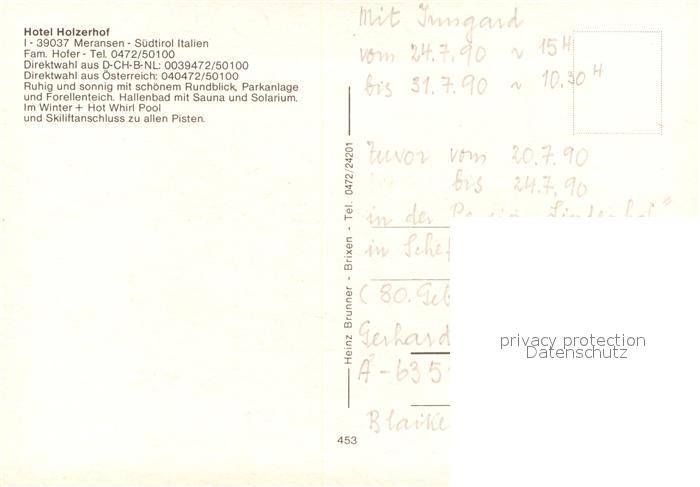 Hotel Holzerhof
I - 39037 Meransen - Südtirol Italien
Fam. Hofer - Tel. 0472/50100
Direktwahl aus D-CH-B-NL: 0039472/50100
Direktwahl aus Österreich: 040472/50100
Ruhig und sonnig mit schönem Rundblick, Parkanlage
und Forellenteich. Hallenbad mit Sauna und Solarium.
Im Winter + Hot Whirl Pool
und Skiliftanschluss zu allen Pisten.
Heinz Brunner - Brixen - Tel. 0472/24201
453
Mit Irmgard
vom 24.7.90 ~ 15 H
bis 31.7.90 ~ 10.30 H
Zuvor vom 20.7.90
bis 24.7.90
in der
in
(80.
Gerhard
A-635
privacy protection
Datenschutz